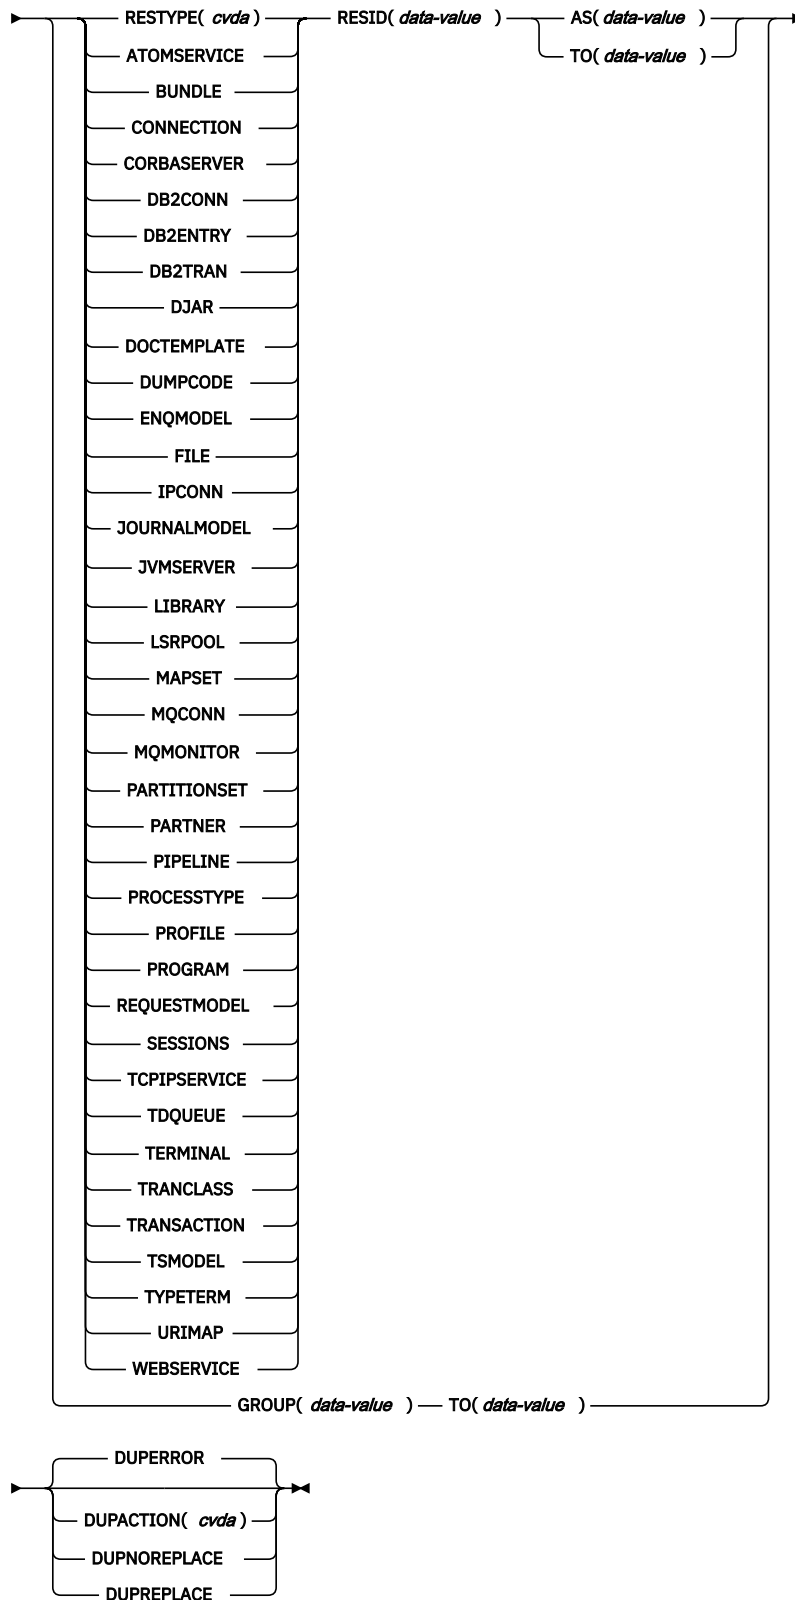 RESTYPE( cvda ) RESID( data-value ) AS( data-value )
ATOMSERVICE TO( data-value )
BUNDLE
CONNECTION
CORBASERVER
DB2CONN
DB2ENTRY
DB2TRAN
DJAR
DOCTEMPLATE
DUMPCODE
ENQMODEL
FILE
IPCONN
JOURNALMODEL
JVMSERVER
LIBRARY
LSRPOOL
MAPSET
MQCONN
MQMONITOR
PARTITIONSET
PARTNER
PIPELINE
PROCESSTYPE
PROFILE
PROGRAM
REQUESTMODEL
SESSIONS
TCPIPSERVICE
TDQUEUE
TERMINAL
TRANCLASS
TRANSACTION
TSMODEL
TYPETERM
URIMAP
WEBSERVICE
GROUP( data-value ) TO( data-value )
DUPERROR
DUPACTION( cvda )
DUPNOREPLACE
DUPREPLACE